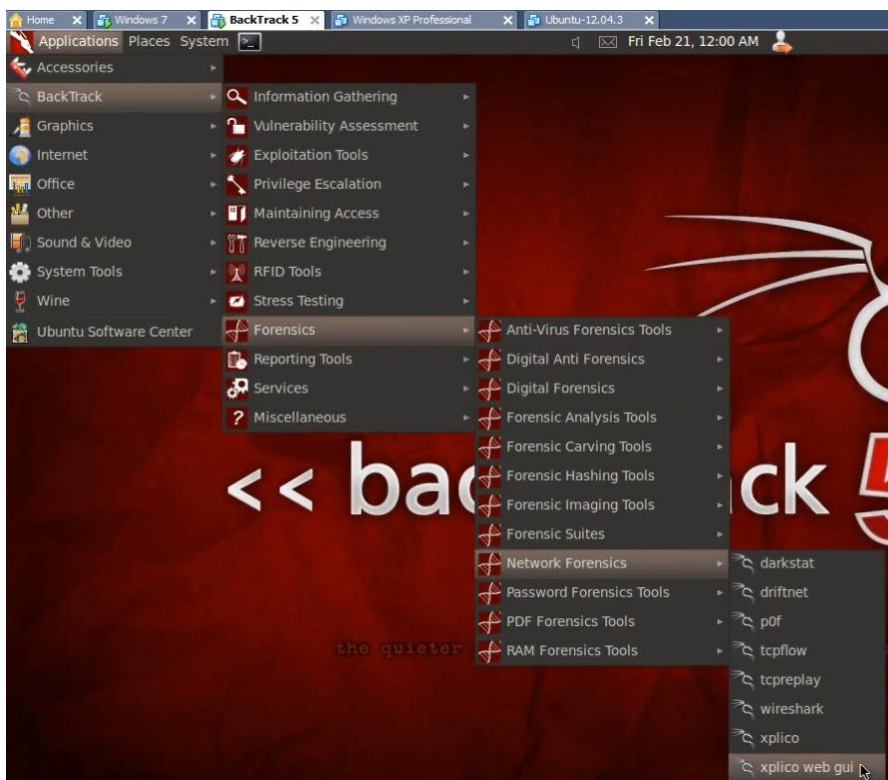 Home Windows 7 BackTrack 5 Windows XP Professional Ubuntu-12.04.3
Applications Places System Fri Feb 21, 12:00 AM
Accessories
BackTrack
Graphics
Internet
Office
Other
Sound & Video
System Tools
Wine
Ubuntu Software Center
Information Gathering
Vulnerability Assessment
Exploitation Tools
Privilege Escalation
Maintaining Access
Reverse Engineering
RFID Tools
Stress Testing
Forensics
Reporting Tools
Services
Miscellaneous
Anti-Virus Forensics Tools
Digital Anti Forensics
Digital Forensics
Forensic Analysis Tools
Forensic Carving Tools
Forensic Hashing Tools
Forensic Imaging Tools
Forensic Suites
Network Forensics
Password Forensics Tools
PDF Forensics Tools
RAM Forensics Tools
darkstat
driftnet
p0f
tcpflow
tcpreplay
wireshark
xplico
xplico web gui
<< ba ck 5
the quieter